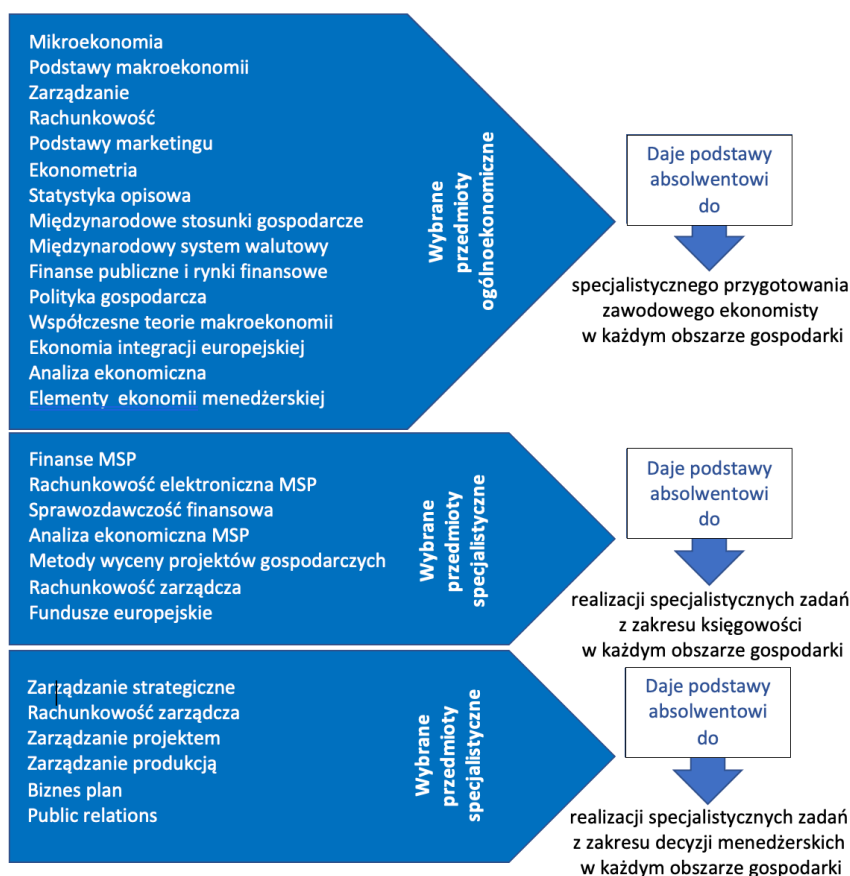 Mikroekonomia
Podstawy makroekonomii
Zarządzanie
Rachunkowość
Podstawy marketingu
Ekonometria
Statystyka opisowa
Międzynarodowe stosunki gospodarcze
Międzynarodowy system walutowy
Finanse publiczne i rynki finansowe
Polityka gospodarcza
Współczesne teorie makroekonomii
Ekonomia integracji europejskiej
Analiza ekonomiczna
Elementy  ekonomii menedżerskiej
Wybrane
przedmioty
ogólnoekonomiczne
Daje podstawy
absolwentowi
do
specjalistycznego przygotowania
zawodowego ekonomisty
w każdym obszarze gospodarki
Finanse MSP
Rachunkowość elektroniczna MSP
Sprawozdawczość finansowa
Analiza ekonomiczna MSP
Metody wyceny projektów gospodarczych
Rachunkowość zarządcza
Fundusze europejskie
Wybrane
przedmioty
specjalistyczne
Daje podstawy
absolwentowi
do
realizacji specjalistycznych zadań
z zakresu księgowości
w każdym obszarze gospodarki
Zarządzanie strategiczne
Rachunkowość zarządcza
Zarządzanie projektem
Zarządzanie produkcją
Biznes plan
Public relations
Wybrane
przedmioty
specjalistyczne
Daje podstawy
absolwentowi
do
realizacji specjalistycznych zadań
z zakresu decyzji menedżerskich
w każdym obszarze gospodarki